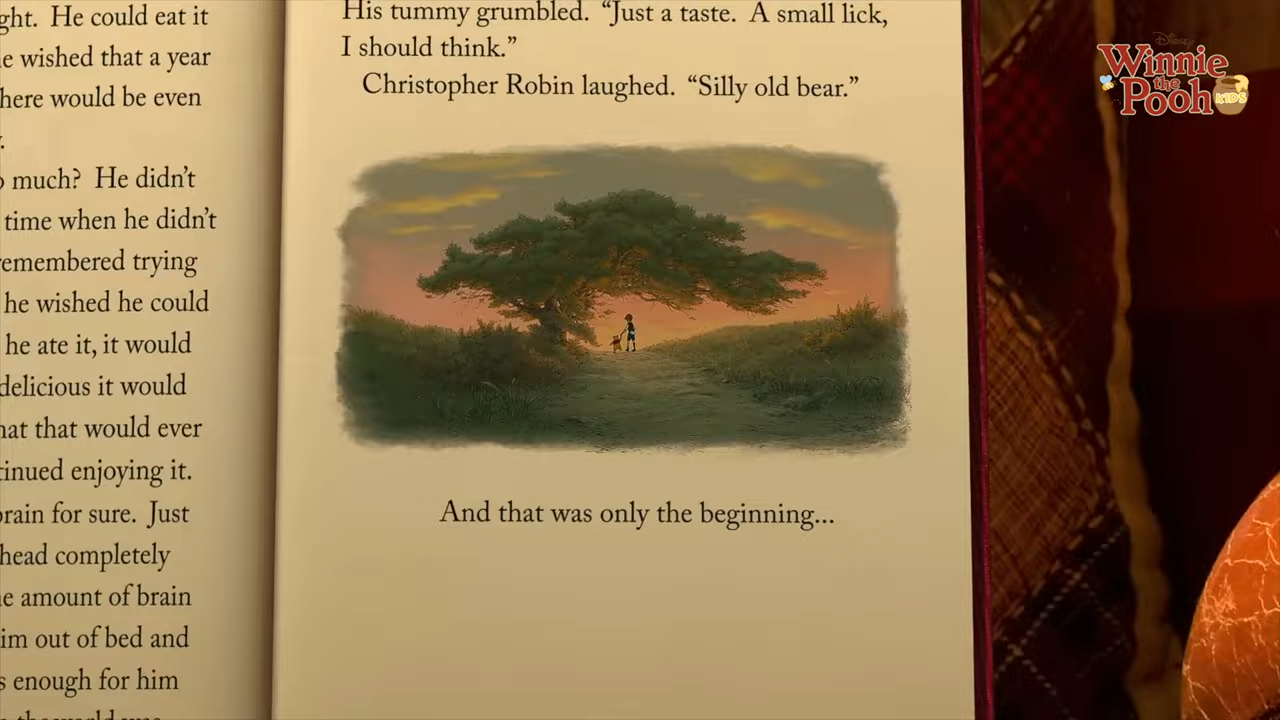 ght. He could eat it
e wished that a year
here would be even
o much? He didn't
time when he didn't
emembered trying
he wished he could
he ate it, it would
delicious it would
hat that would ever
tinued enjoying it.
brain for sure. Just
head completely
e amount of brain
im out of bed and
s enough for him
His tummy grumbled. “Just a taste. A small lick,
I should think.”
Christopher Robin laughed. “Silly old bear.”
And that was only the beginning...
Disney
Winnie
the
Pooh
KIDS